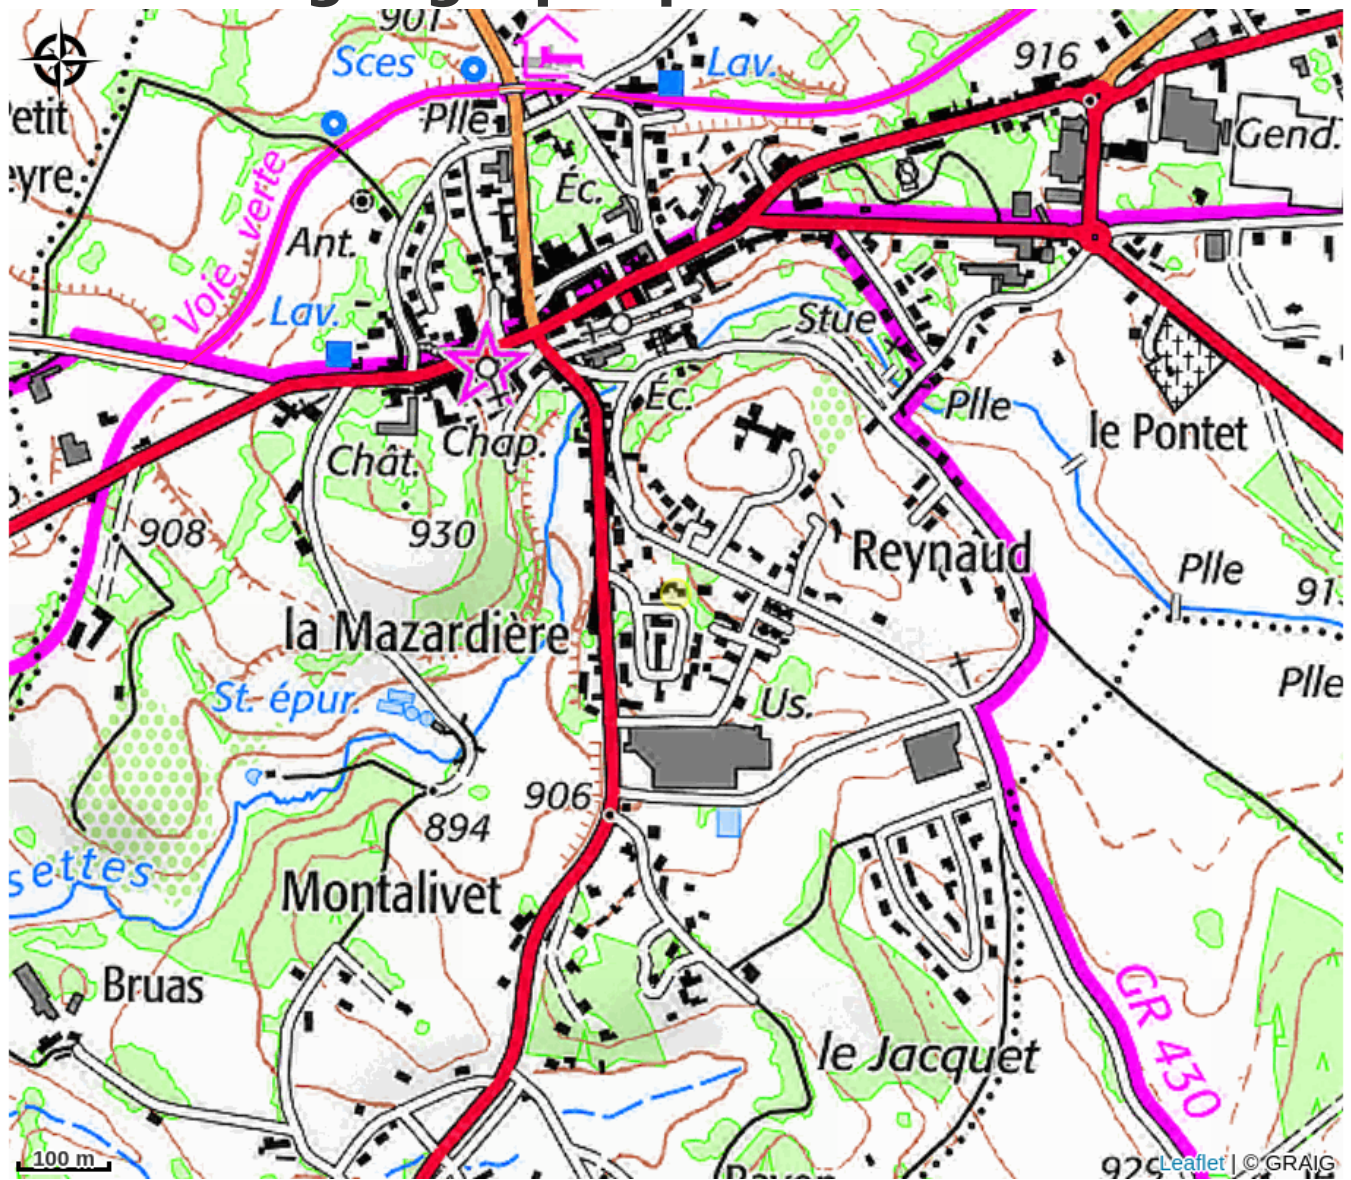 901
Sces
Lav.
916
Plle
Gend.
Petit
eyre
Éc.
Voie verte
Ant.
Lav.
Stue
Éc.
Plle
le Pontet
Chap.
Chât.
908
930
Reynaud
Plle
la Mazardière
St. épur.
Us.
Plle
906
894
settes
Montalivet
Bruas
GR 430
le Jacquet
100 m
Leaflet | © GRAIG